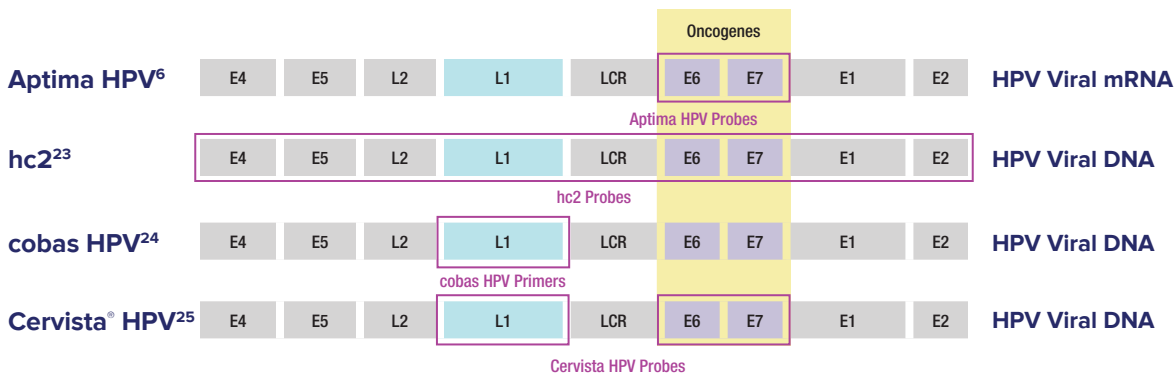 Oncogenes
Aptima HPV6 E4 E5 L2 L1 LCR E6 E7 E1 E2 HPV Viral mRNA
Aptima HPV Probes
hc223 E4 E5 L2 L1 LCR E6 E7 E1 E2 HPV Viral DNA
hc2 Probes
cobas HPV24 E4 E5 L2 L1 LCR E6 E7 E1 E2 HPV Viral DNA
cobas HPV Primers
Cervista® HPV25 E4 E5 L2 L1 LCR E6 E7 E1 E2 HPV Viral DNA
Cervista HPV Probes